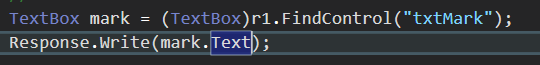 TextBox mark = (TextBox)r1.FindControl("txtMark");
Response.Write(mark.Text);